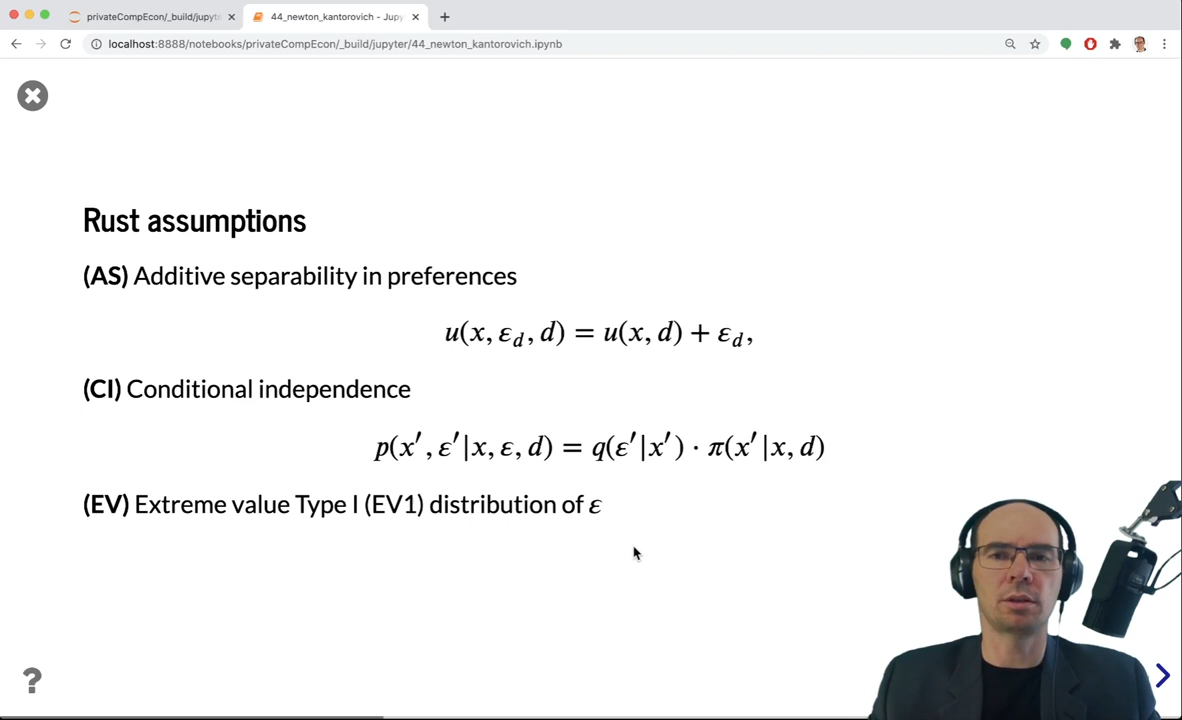 privateCompEcon/_build/jupyte
44_newton_kantorovich - Jupy
localhost:8888/notebooks/privateCompEcon/_build/jupyter/44_newton_kantorovich.ipynb
Rust assumptions
(AS) Additive separability in preferences
u(x, ε_d, d) = u(x, d) + ε_d,
(CI) Conditional independence
p(x′, ε′|x, ε, d) = q(ε′|x′) · π(x′|x, d)
(EV) Extreme value Type I (EV1) distribution of ε
?